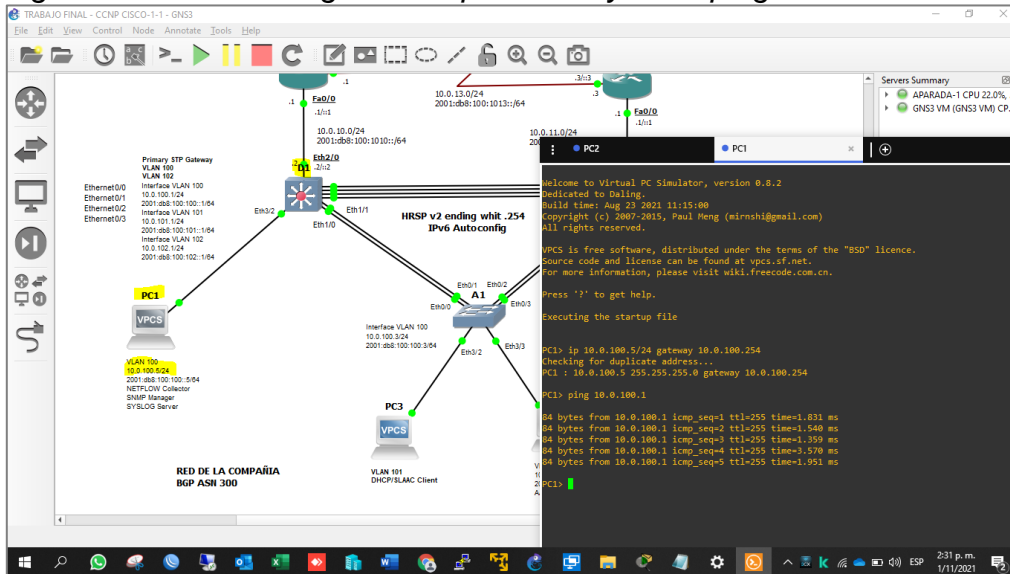 TRABAJO FINAL - CCNP CISCO-1-1 - GNS3
File Edit View Control Node Annotate Tools Help
.1
.1 Fa0/0
.1/::1
10.0.10.0/24
2001:db8:100:1010::/64
10.0.13.0/24
2001:db8:100:1013::/64
.3/::3
.3
.1 Fa0/0
.1/::1
10.0.11.0/24
Servers Summary
APARADA-1 CPU 22.0%,
GNS3 VM (GNS3 VM) CP.
Primary STP Gateway
VLAN 100
VLAN 102
Ethernet0/0
Ethernet0/1
Ethernet0/2
Ethernet0/3
Interface VLAN 100
10.0.100.1/24
2001:db8:100:100::1/64
Interface VLAN 101
10.0.101.1/24
2001:db8:100:101::1/64
Interface VLAN 102
10.0.102.1/24
2001:db8:100:102::1/64
Eth2/0
.2 D1 .2/::2
Eth3/2
Eth1/1
Eth1/0
HRSP v2 ending whit .254
IPv6 Autoconfig
PC1
VPCS
VLAN 100
10.0.100.5/24
2001:db8:100:100::5/64
NETFLOW Collector
SNMP Manager
SYSLOG Server
Eth0/1
Eth0/2
Eth0/0
A1
Eth0/3
Interface VLAN 100
10.0.100.3/24
2001:db8:100:100:3/64
Eth3/2
Eth3/3
PC3
VPCS
VLAN 101
DHCP/SLAAC Client
RED DE LA COMPAÑIA
BGP ASN 300
PC2
PC1
Welcome to Virtual PC Simulator, version 0.8.2
Dedicated to Daling.
Build time: Aug 23 2021 11:15:00
Copyright (c) 2007-2015, Paul Meng (mirnshi@gmail.com)
All rights reserved.
VPCS is free software, distributed under the terms of the "BSD" licence.
Source code and license can be found at vpcs.sf.net.
For more information, please visit wiki.freecode.com.cn.
Press '?' to get help.
Executing the startup file
PC1> ip 10.0.100.5/24 gateway 10.0.100.254
Checking for duplicate address...
PC1 : 10.0.100.5 255.255.255.0 gateway 10.0.100.254
PC1> ping 10.0.100.1
84 bytes from 10.0.100.1 icmp_seq=1 ttl=255 time=1.831 ms
84 bytes from 10.0.100.1 icmp_seq=2 ttl=255 time=1.540 ms
84 bytes from 10.0.100.1 icmp_seq=3 ttl=255 time=1.359 ms
84 bytes from 10.0.100.1 icmp_seq=4 ttl=255 time=3.570 ms
84 bytes from 10.0.100.1 icmp_seq=5 ttl=255 time=1.951 ms
PC1>
ESP
2:31 p. m.
1/11/2021